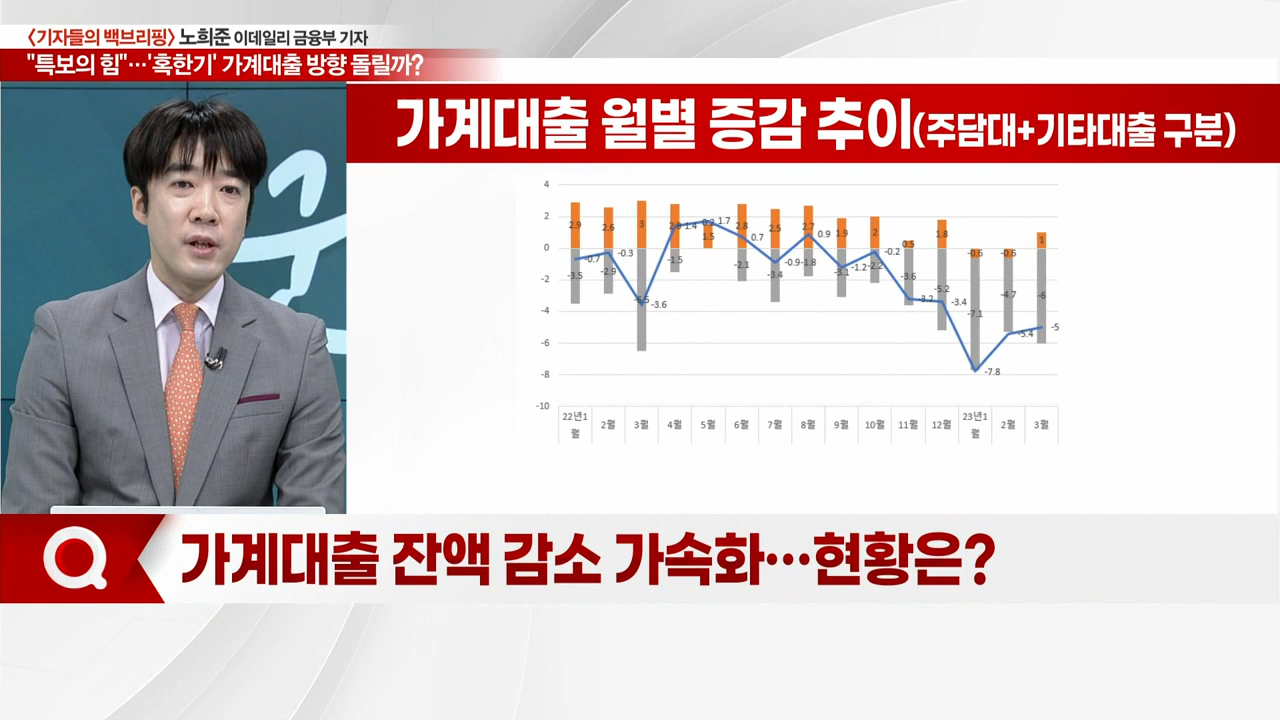 <기자들의 백브리핑> 노희준 이데일리 금융부 기자
"특보의 힘"…'혹한기' 가계대출 방향 돌릴까?
가계대출 월별 증감 추이(주담대+기타대출 구분)
4
2
0
-2
-4
-6
-8
-10
2.9 2.6 3 2.8 1.4 0.2 1.7 2.8 2.5 2.7 1.9 2 0.5 1.8 -0.6 -0.6 1
1.5 0.7 0.9
-0.7 -0.3 -3.6 -0.9 -1.2 -0.2 -3.2 -3.4 -7.8 -5.4 -5
-3.5 -2.9 -6.5 -1.5 -2.1 -3.4 -1.8 -3.1 -2.2 -3.6 -5.2 -7.1 -4.7 -6
22년1월 2월 3월 4월 5월 6월 7월 8월 9월 10월 11월 12월 23년1월 2월 3월
Q 가계대출 잔액 감소 가속화…현황은?